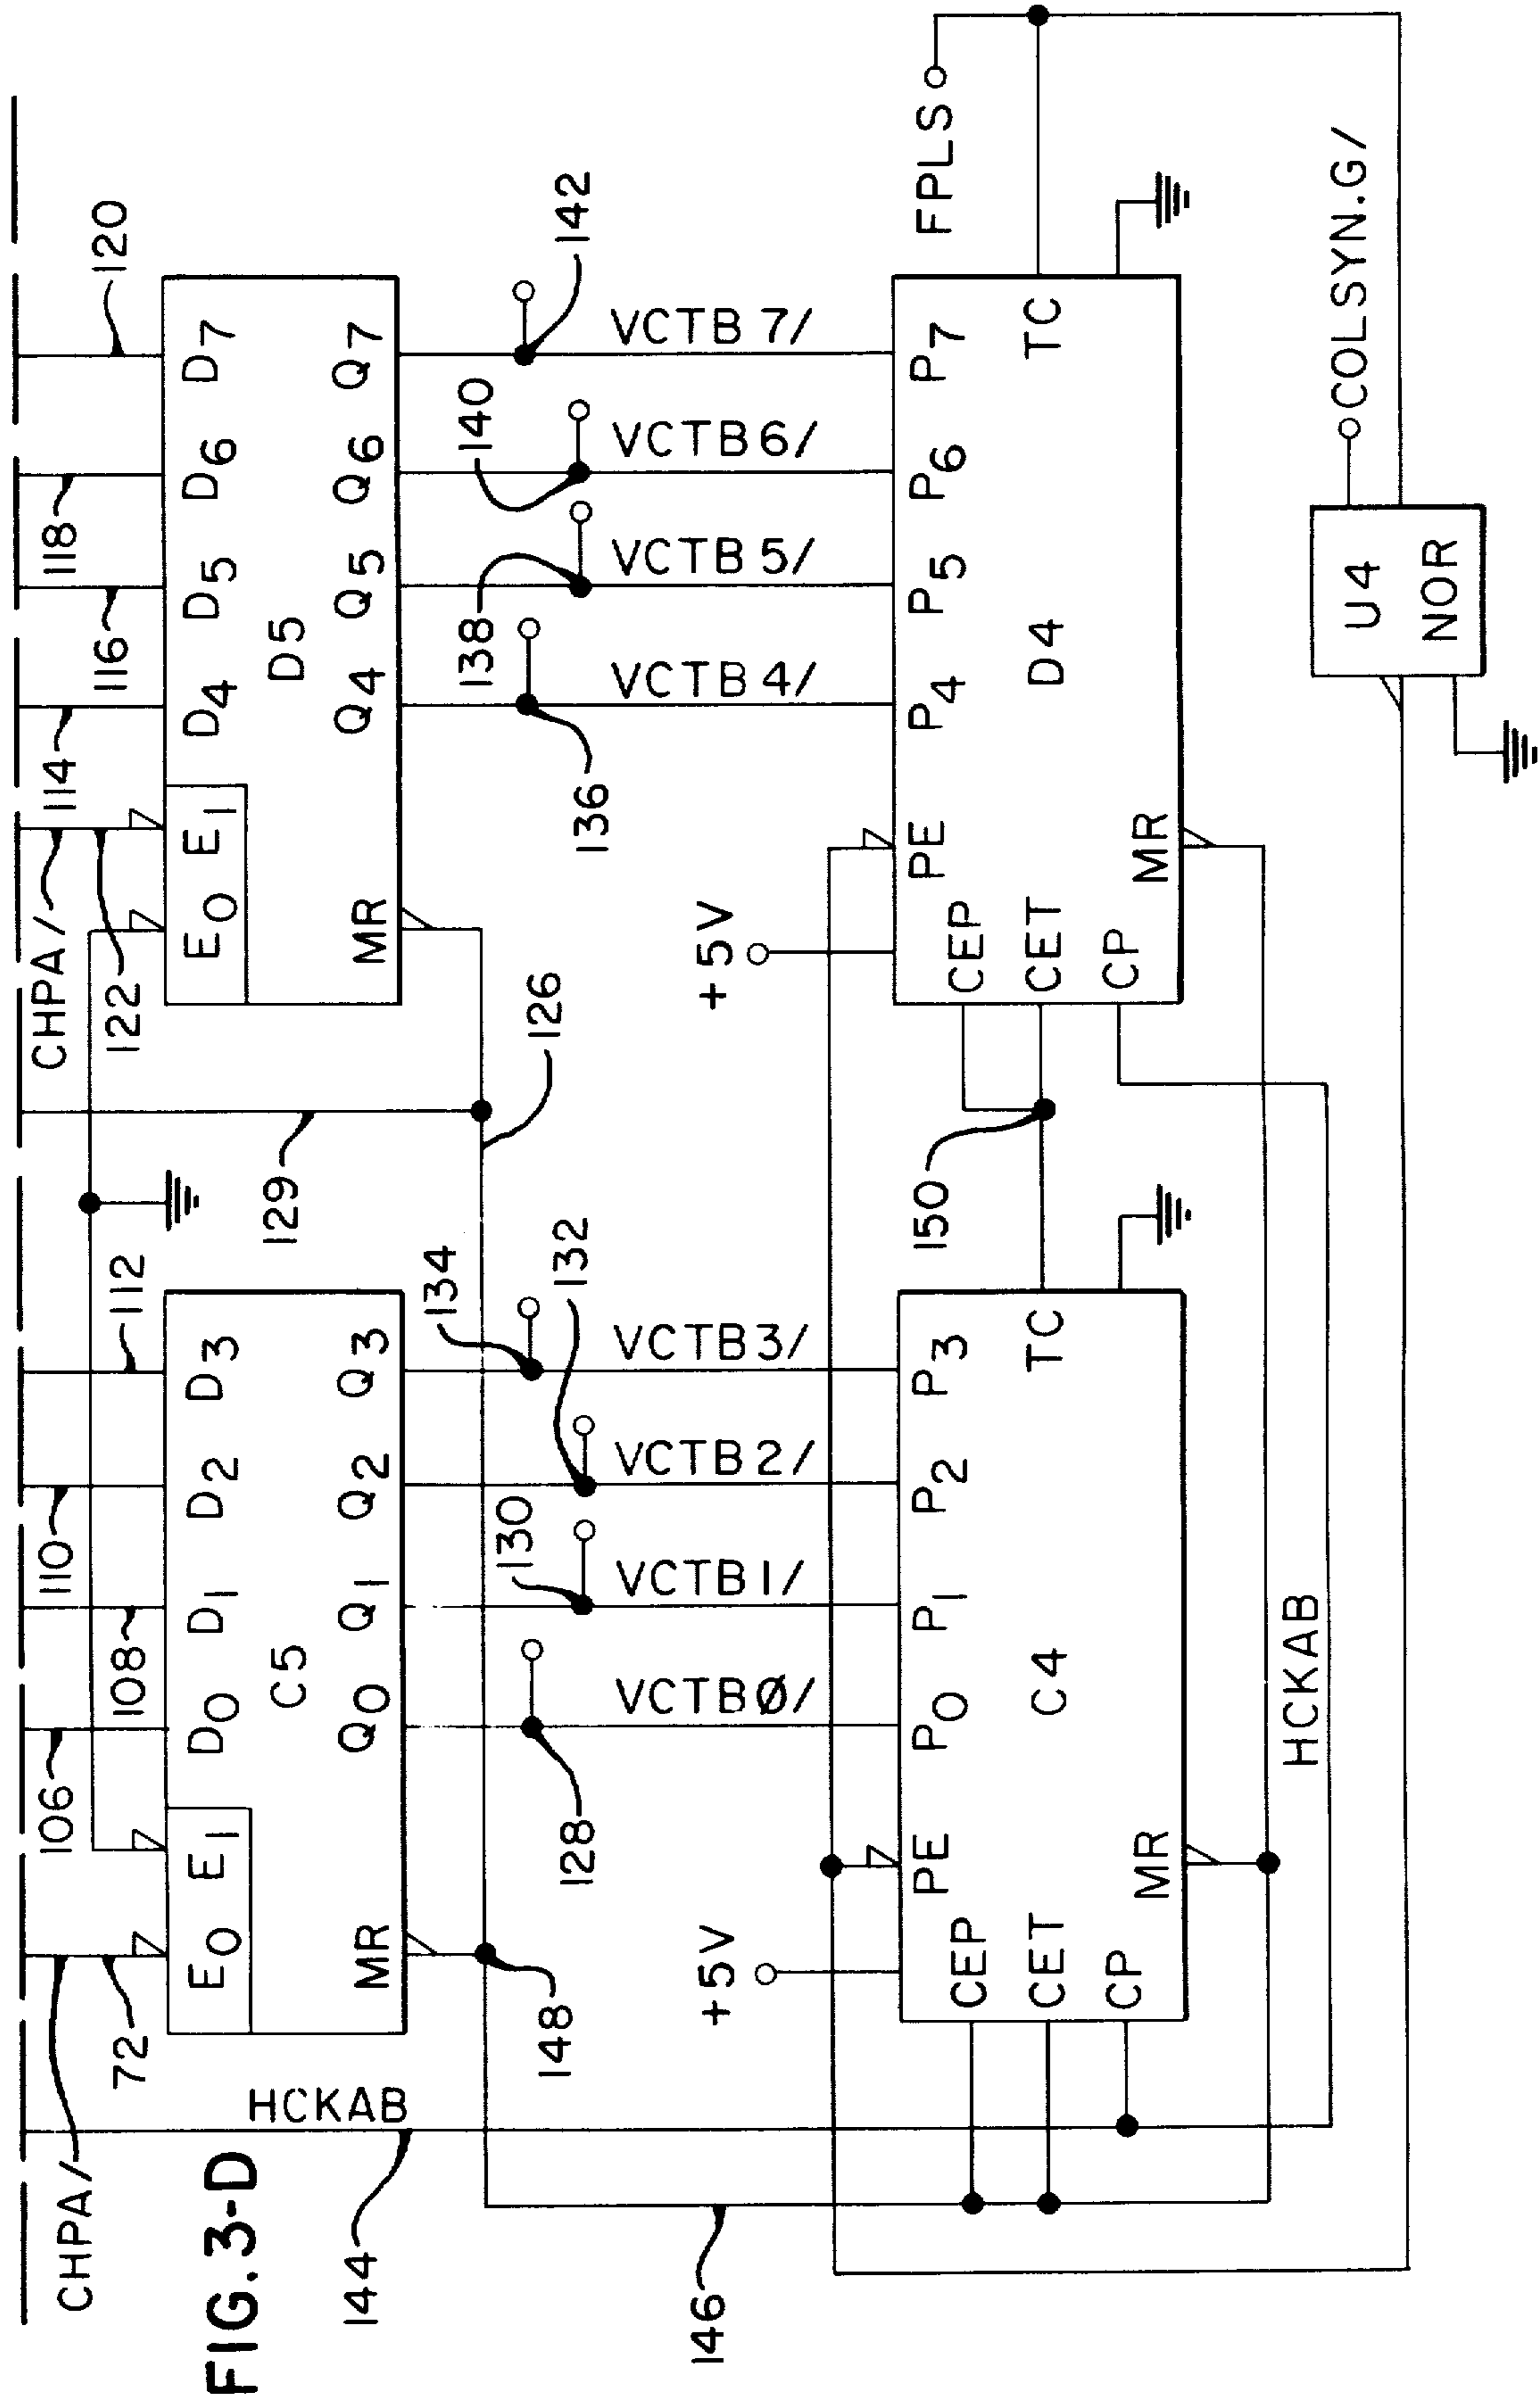 FIG.3-D
CHPA/
72
106
108
110
112
129
CHPA/
122
114
116
118
120
E0 E1 D0 D1 D2 D3
C5
MR Q0 Q1 Q2 Q3
E0 E1 D4 D5 D6 D7
D5
MR Q4 Q5 Q6 Q7
HCKAB
144
146
148
126
128
130
132
134
136
138
140
142
VCTBØ/
VCTB1/
VCTB2/
VCTB3/
VCTB4/
VCTB5/
VCTB6/
VCTB7/
+5V
+5V
PE P0 P1 P2 P3
CEP
CET
CP
C4
TC
MR
150
PE P4 P5 P6 P7
CEP
CET
CP
D4
TC
MR
FPLS
HCKAB
U4
NOR
COLSYN.G/